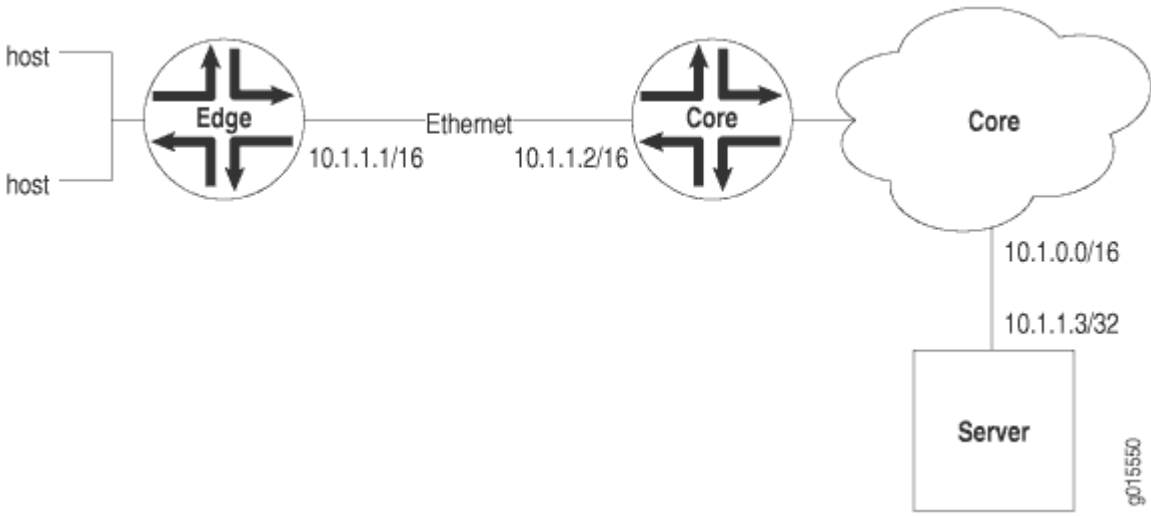 host
host
Edge
Ethernet
10.1.1.1/16
10.1.1.2/16
Core
Core
10.1.0.0/16
10.1.1.3/32
Server
g015550